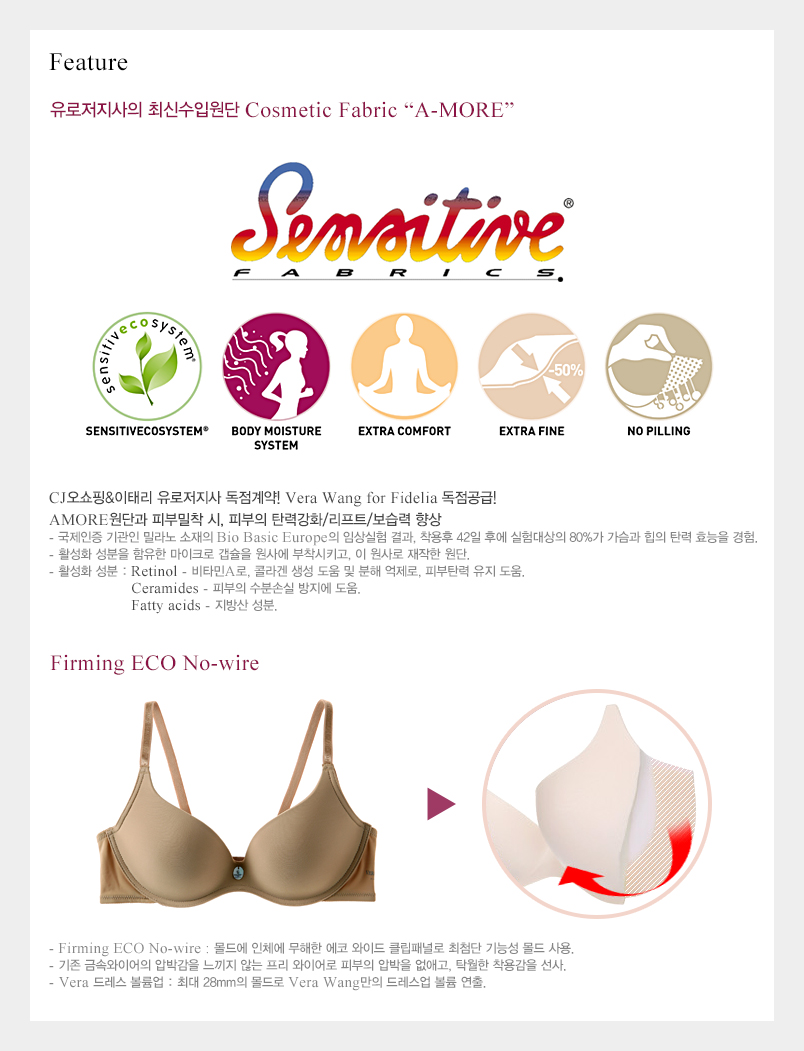 Feature
유로저지사의 최신수입원단 Cosmetic Fabric “A-MORE”
Sensitive®
FABRICS.
sensitivecosystem®
-50%
SENSITIVECOSYSTEM® BODY MOISTURE SYSTEM EXTRA COMFORT EXTRA FINE NO PILLING
CJ오쇼핑&이태리 유로저지사 독점계약! Vera Wang for Fidelia 독점공급!
AMORE원단과 피부밀착 시, 피부의 탄력강화/리프트/보습력 향상
- 국제인증 기관인 밀라노 소재의 Bio Basic Europe의 임상실험 결과, 착용후 42일 후에 실험대상의 80%가 가슴과 힙의 탄력 효능을 경험.
- 활성화 성분을 함유한 마이크로 갭슐을 원사에 부착시키고, 이 원사로 재작한 원단.
- 활성화 성분 : Retinol - 비타민A로, 콜라겐 생성 도움 및 분해 억제로, 피부탄력 유지 도움.
Ceramides - 피부의 수분손실 방지에 도움.
Fatty acids - 지방산 성분.
Firming ECO No-wire
- Firming ECO No-wire : 몰드에 인체에 무해한 에코 와이드 클립패널로 최첨단 기능성 몰드 사용.
- 기존 금속와이어의 압박감을 느끼지 않는 프리 와이어로 피부의 압박을 없애고, 탁월한 착용감을 선사.
- Vera 드레스 볼륨업 : 최대 28mm의 몰드로 Vera Wang만의 드레스업 볼륨 연출.